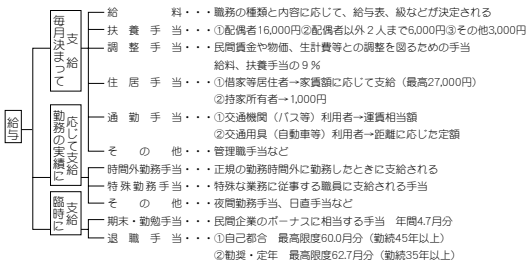 給与
毎月決まって支給
給料・・・職務の種類と内容に応じて、給与表、級などが決定される
扶養手当・・・①配偶者16,000円②配偶者以外2人まで6,000円③その他3,000円
調整手当・・・民間賃金や物価、生計費等との調整を図るための手当
給料、扶養手当の9%
住居手当・・・①借家等居住者→家賃額に応じて支給（最高27,000円）
②持家所有者→1,000円
通勤手当・・・①交通機関（バス等）利用者→運賃相当額
②交通用具（自動車等）利用者→距離に応じた定額
その他・・・管理職手当など
勤務の実績に応じて支給
時間外勤務手当・・・正規の勤務時間外に勤務したときに支給される
特殊勤務手当・・・特殊な業務に従事する職員に支給される手当
その他・・・夜間勤務手当、日直手当など
臨時に支給
期末・勤勉手当・・・民間企業のボーナスに相当する手当　年間4.7月分
退職手当・・・①自己都合　最高限度60.0月分（勤続45年以上）
②勧奨・定年　最高限度62.7月分（勤続35年以上）